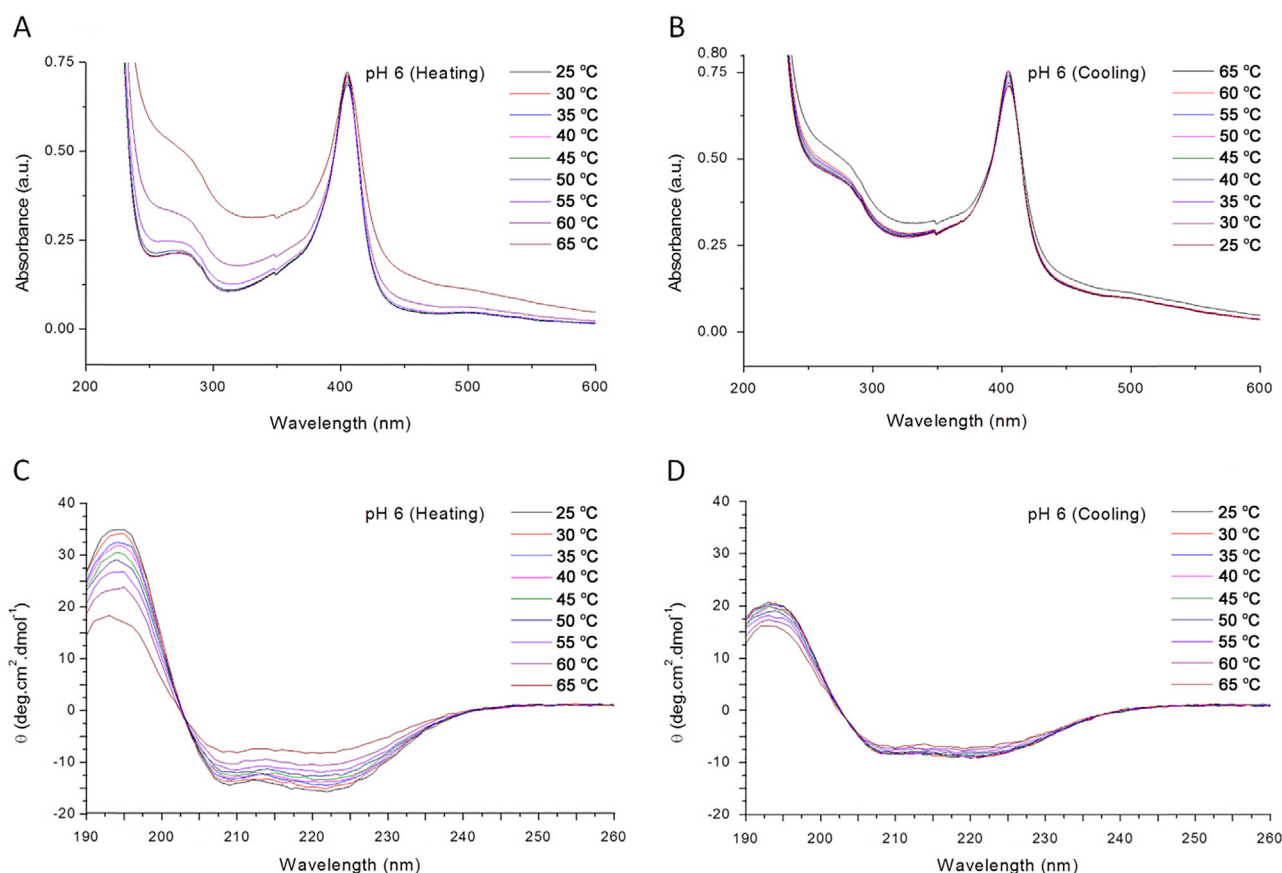 A
pH 6 (Heating)
25 ºC
30 ºC
35 ºC
40 ºC
45 ºC
50 ºC
55 ºC
60 ºC
65 ºC
0.75
0.50
0.25
0.00
Absorbance (a.u.)
200 300 400 500 600
Wavelength (nm)
B
pH 6 (Cooling)
65 ºC
60 ºC
55 ºC
50 ºC
45 ºC
40 ºC
35 ºC
30 ºC
25 ºC
0.80
0.75
0.50
0.25
0.00
Absorbance (a.u.)
200 300 400 500 600
Wavelength (nm)
C
pH 6 (Heating)
25 ºC
30 ºC
35 ºC
40 ºC
45 ºC
50 ºC
55 ºC
60 ºC
65 ºC
40
30
20
10
0
-10
-20
θ (deg.cm².dmol⁻¹)
190 200 210 220 230 240 250 260
Wavelength (nm)
D
pH 6 (Cooling)
25 ºC
30 ºC
35 ºC
40 ºC
45 ºC
50 ºC
55 ºC
60 ºC
65 ºC
40
30
20
10
0
-10
-20
θ (deg.cm².dmol⁻¹)
190 200 210 220 230 240 250 260
Wavelength (nm)